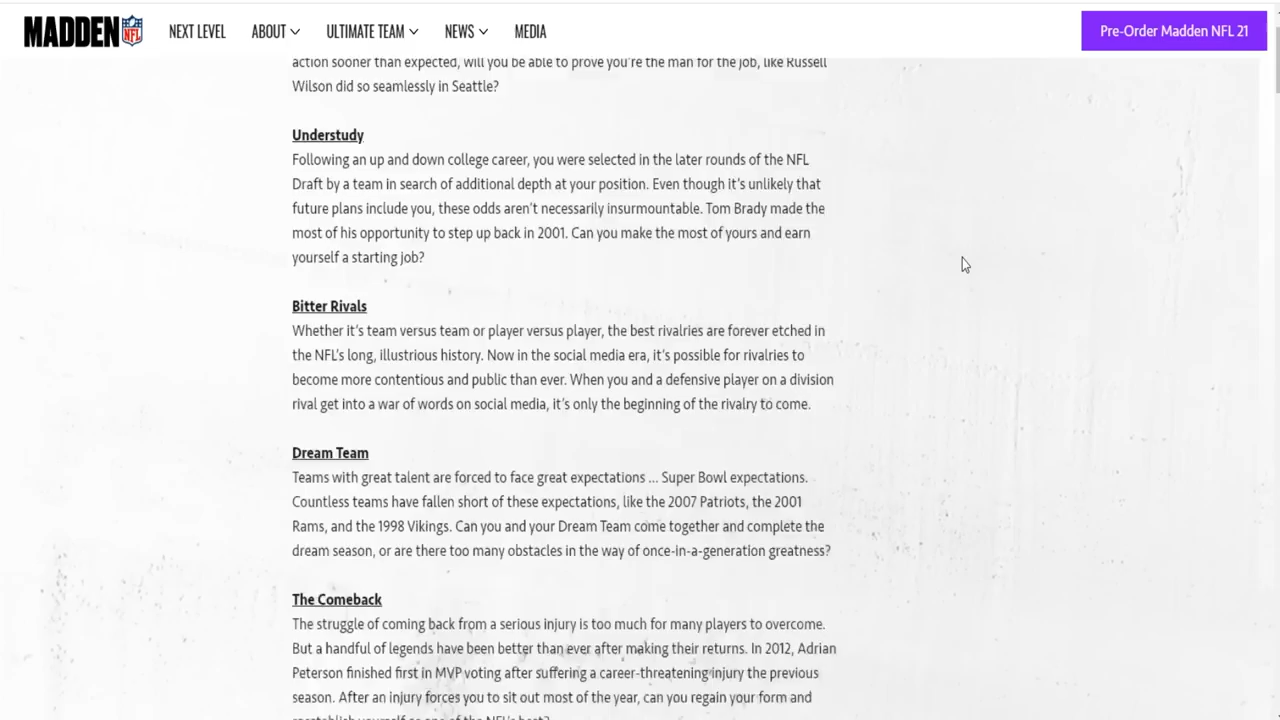 MADDEN NFL NEXT LEVEL ABOUT ULTIMATE TEAM NEWS MEDIA Pre-Order Madden NFL 21
action sooner than expected, will you be able to prove you're the man for the job, like Russell
Wilson did so seamlessly in Seattle?
Understudy
Following an up and down college career, you were selected in the later rounds of the NFL
Draft by a team in search of additional depth at your position. Even though it's unlikely that
future plans include you, these odds aren't necessarily insurmountable. Tom Brady made the
most of his opportunity to step up back in 2001. Can you make the most of yours and earn
yourself a starting job?
Bitter Rivals
Whether it's team versus team or player versus player, the best rivalries are forever etched in
the NFL's long, illustrious history. Now in the social media era, it's possible for rivalries to
become more contentious and public than ever. When you and a defensive player on a division
rival get into a war of words on social media, it's only the beginning of the rivalry to come.
Dream Team
Teams with great talent are forced to face great expectations ... Super Bowl expectations.
Countless teams have fallen short of these expectations, like the 2007 Patriots, the 2001
Rams, and the 1998 Vikings. Can you and your Dream Team come together and complete the
dream season, or are there too many obstacles in the way of once-in-a-generation greatness?
The Comeback
The struggle of coming back from a serious injury is too much for many players to overcome.
But a handful of legends have been better than ever after making their returns. In 2012, Adrian
Peterson finished first in MVP voting after suffering a career-threatening injury the previous
season. After an injury forces you to sit out most of the year, can you regain your form and
reestablish yourself as one of the NFL's best?